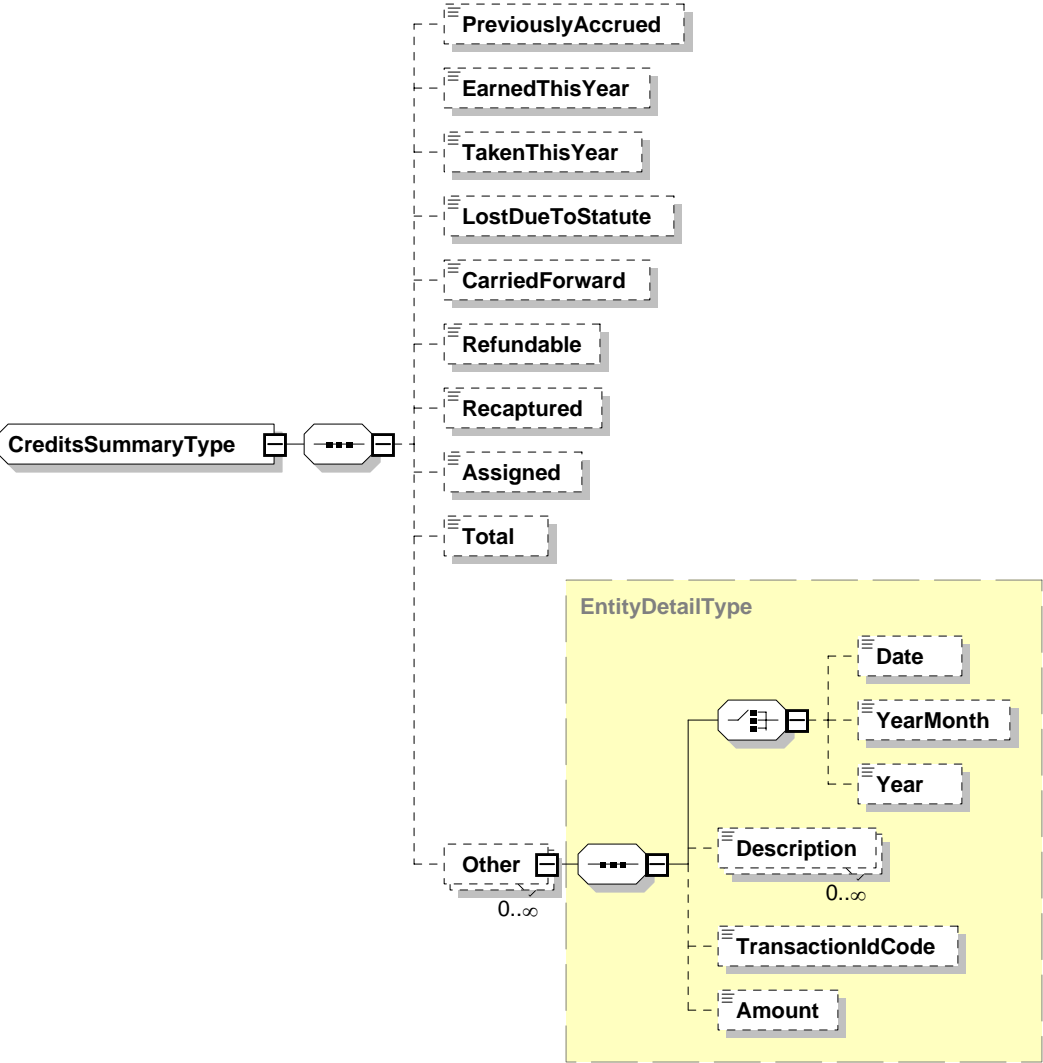 PreviouslyAccrued
EarnedThisYear
TakenThisYear
LostDueToStatute
CarriedForward
Refundable
Recaptured
CreditsSummaryType
Assigned
Total
EntityDetailType
Date
YearMonth
Year
Description
0..∞
Other
0..∞
TransactionIdCode
Amount